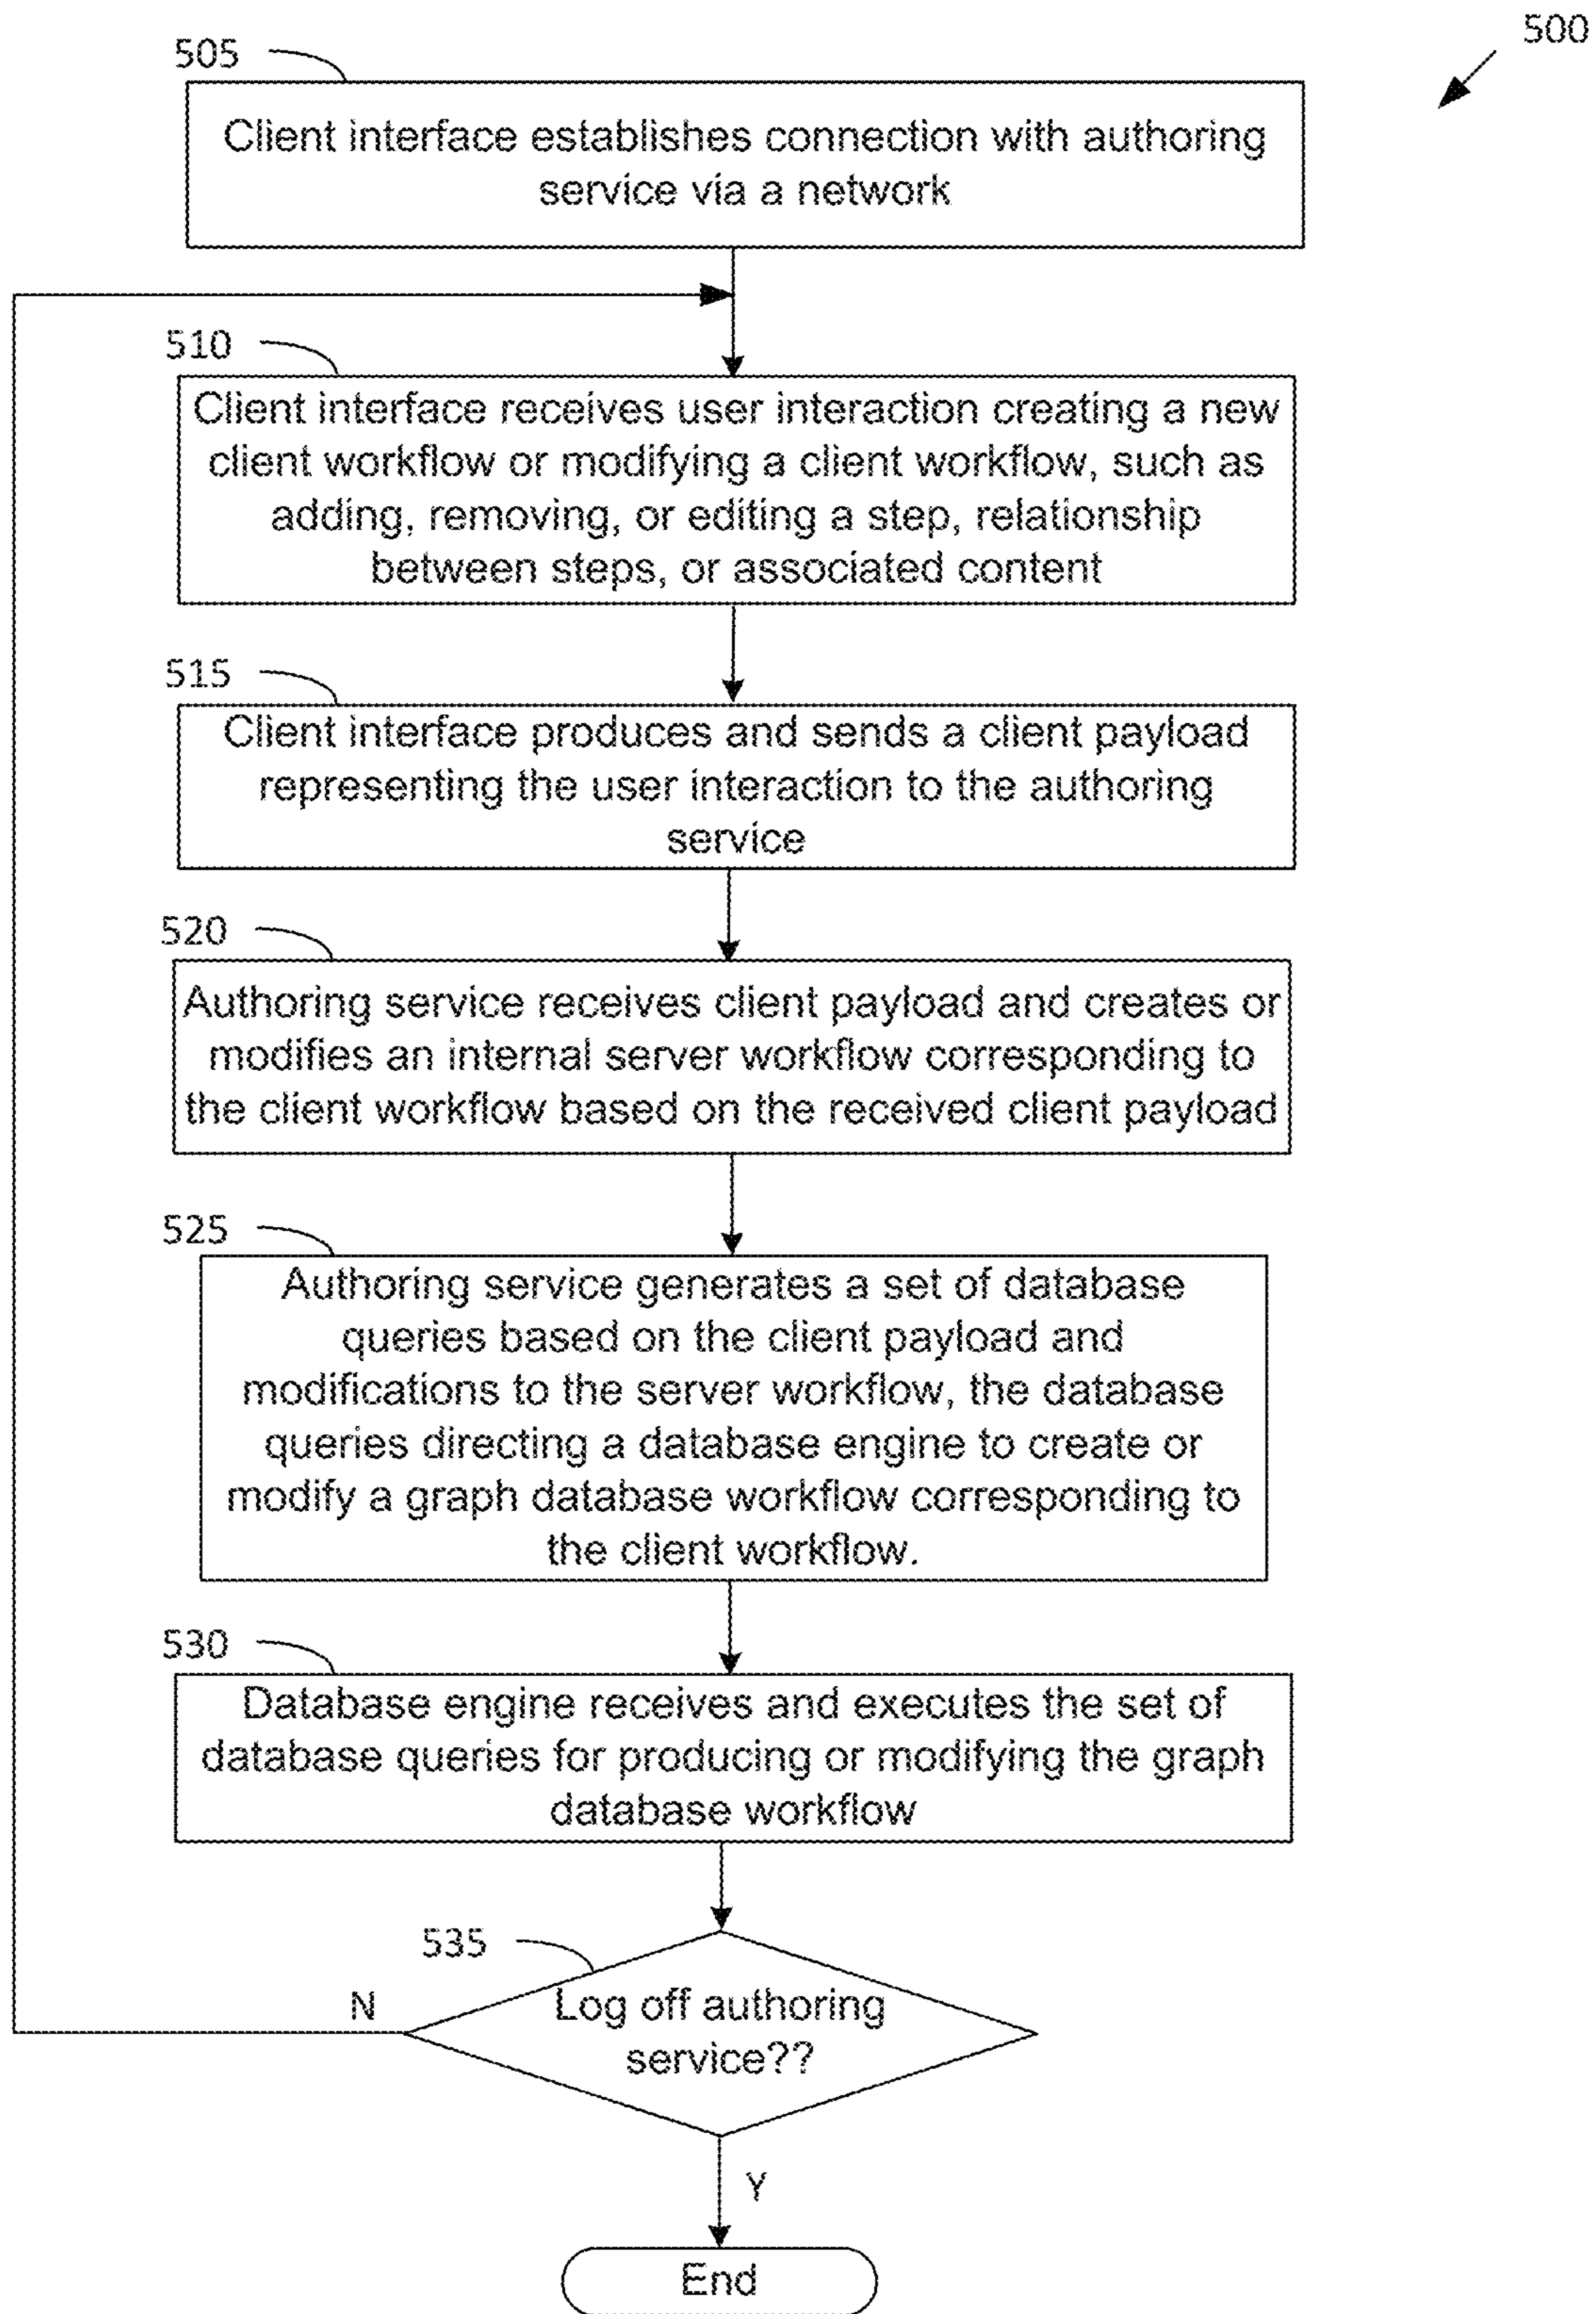 500
505
Client interface establishes connection with authoring
service via a network
510
Client interface receives user interaction creating a new
client workflow or modifying a client workflow, such as
adding, removing, or editing a step, relationship
between steps, or associated content
515
Client interface produces and sends a client payload
representing the user interaction to the authoring
service
520
Authoring service receives client payload and creates or
modifies an internal server workflow corresponding to
the client workflow based on the received client payload
525
Authoring service generates a set of database
queries based on the client payload and
modifications to the server workflow, the database
queries directing a database engine to create or
modify a graph database workflow corresponding to
the client workflow.
530
Database engine receives and executes the set of
database queries for producing or modifying the graph
database workflow
535
N
Log off authoring
service??
Y
End